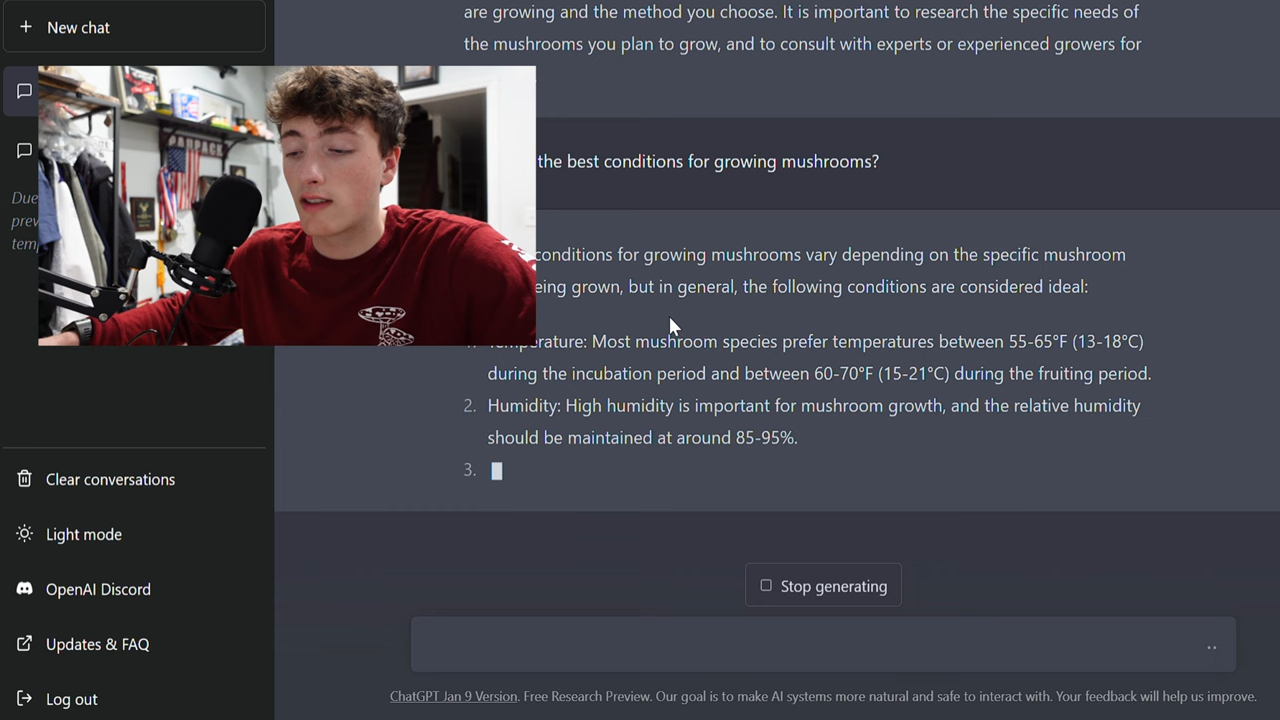 New chat
are growing and the method you choose. It is important to research the specific needs of
the mushrooms you plan to grow, and to consult with experts or experienced growers for
the best conditions for growing mushrooms?
conditions for growing mushrooms vary depending on the specific mushroom
being grown, but in general, the following conditions are considered ideal:
Temperature: Most mushroom species prefer temperatures between 55-65°F (13-18°C)
during the incubation period and between 60-70°F (15-21°C) during the fruiting period.
2. Humidity: High humidity is important for mushroom growth, and the relative humidity
should be maintained at around 85-95%.
3.
Due
prev
tem
Clear conversations
Light mode
OpenAI Discord
Updates & FAQ
Log out
Stop generating
ChatGPT Jan 9 Version. Free Research Preview. Our goal is to make AI systems more natural and safe to interact with. Your feedback will help us improve.